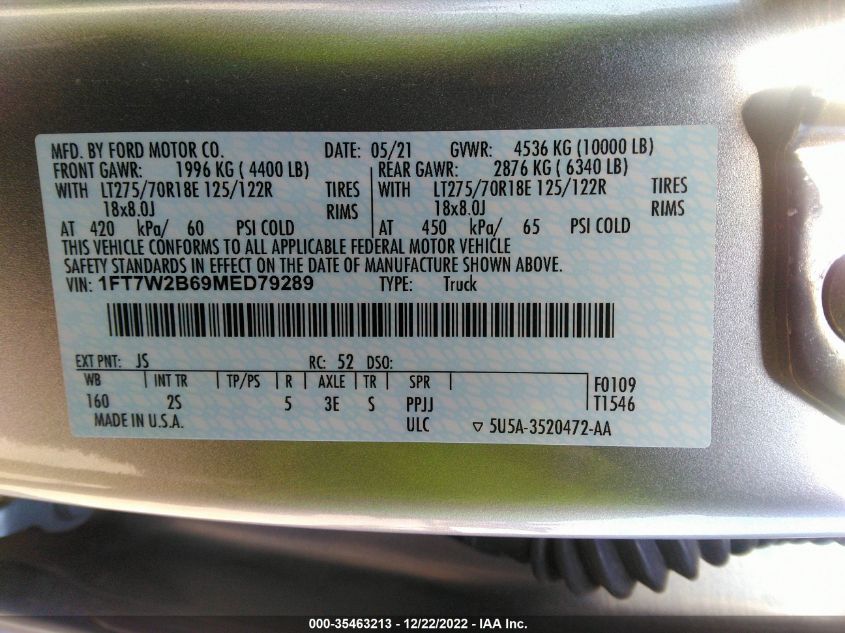 MFD. BY FORD MOTOR CO. DATE: 05/21 GVWR: 4536 KG (10000 LB)
FRONT GAWR: 1996 KG ( 4400 LB) REAR GAWR: 2876 KG ( 6340 LB)
WITH LT275/70R18E 125/122R TIRES WITH LT275/70R18E 125/122R TIRES
18x8.0J RIMS 18x8.0J RIMS
AT 420 kPa/ 60 PSI COLD AT 450 kPa/ 65 PSI COLD
THIS VEHICLE CONFORMS TO ALL APPLICABLE FEDERAL MOTOR VEHICLE
SAFETY STANDARDS IN EFFECT ON THE DATE OF MANUFACTURE SHOWN ABOVE.
VIN: 1FT7W2B69MED79289 TYPE: Truck
EXT PNT: JS RC: 52 DSO:
WB INT TR TP/PS R AXLE TR SPR F0109
160 2S 5 3E S PPJJ T1546
MADE IN U.S.A. ULC ▽ 5U5A-3520472-AA
000-35463213 - 12/22/2022 - IAA Inc.